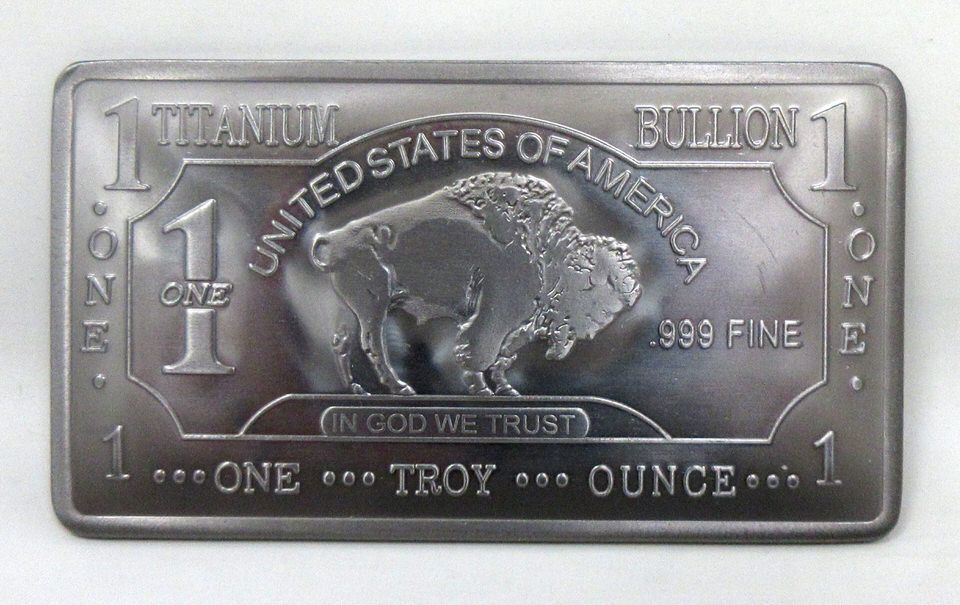 1 TITANIUM BULLION 1
UNITED STATES OF AMERICA
ONE
1
ONE
ONE
.999 FINE
IN GOD WE TRUST
1 ...ONE ... TROY ... OUNCE... 1